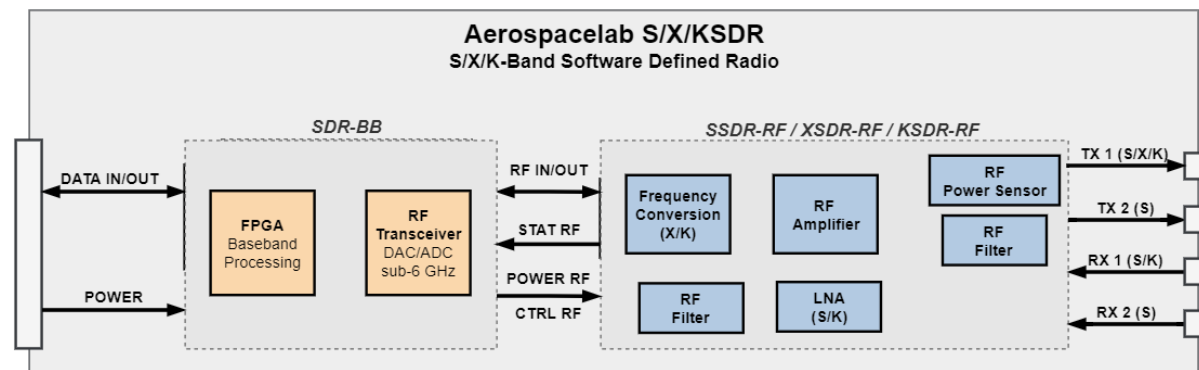 Aerospacelab S/X/KSDR
S/X/K-Band Software Defined Radio
SDR-BB
SSDR-RF / XSDR-RF / KSDR-RF
DATA IN/OUT
POWER
FPGA
Baseband
Processing
RF
Transceiver
DAC/ADC
sub-6 GHz
RF IN/OUT
STAT RF
POWER RF
CTRL RF
Frequency
Conversion
(X/K)
RF
Amplifier
RF
Power Sensor
RF
Filter
RF
Filter
LNA
(S/K)
TX 1 (S/X/K)
TX 2 (S)
RX 1 (S/K)
RX 2 (S)